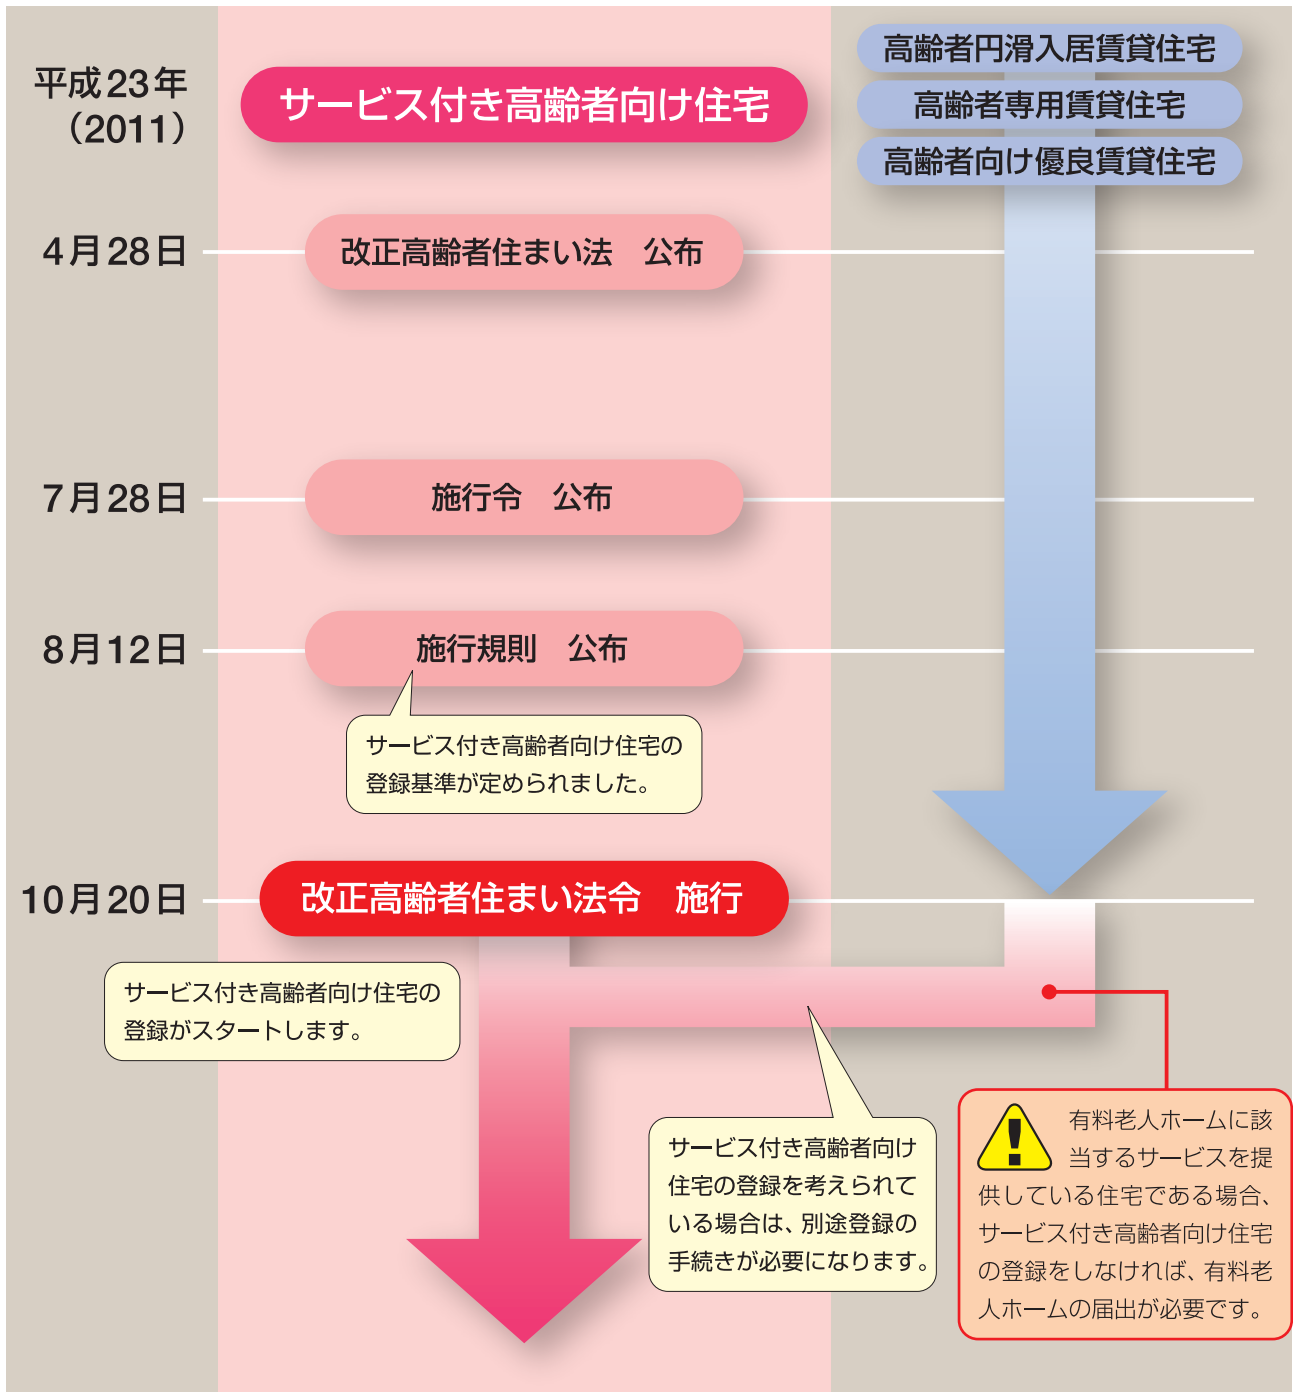 平成23年
（2011）
サービス付き高齢者向け住宅
高齢者円滑入居賃貸住宅
高齢者専用賃貸住宅
高齢者向け優良賃貸住宅
4月28日
改正高齢者住まい法　公布
7月28日
施行令　公布
8月12日
施行規則　公布
サービス付き高齢者向け住宅の
登録基準が定められました。
10月20日
改正高齢者住まい法令　施行
サービス付き高齢者向け住宅の
登録がスタートします。
サービス付き高齢者向け
住宅の登録を考えられて
いる場合は、別途登録の
手続きが必要になります。
有料老人ホームに該
当するサービスを提
供している住宅である場合、
サービス付き高齢者向け住宅
の登録をしなければ、有料老
人ホームの届出が必要です。